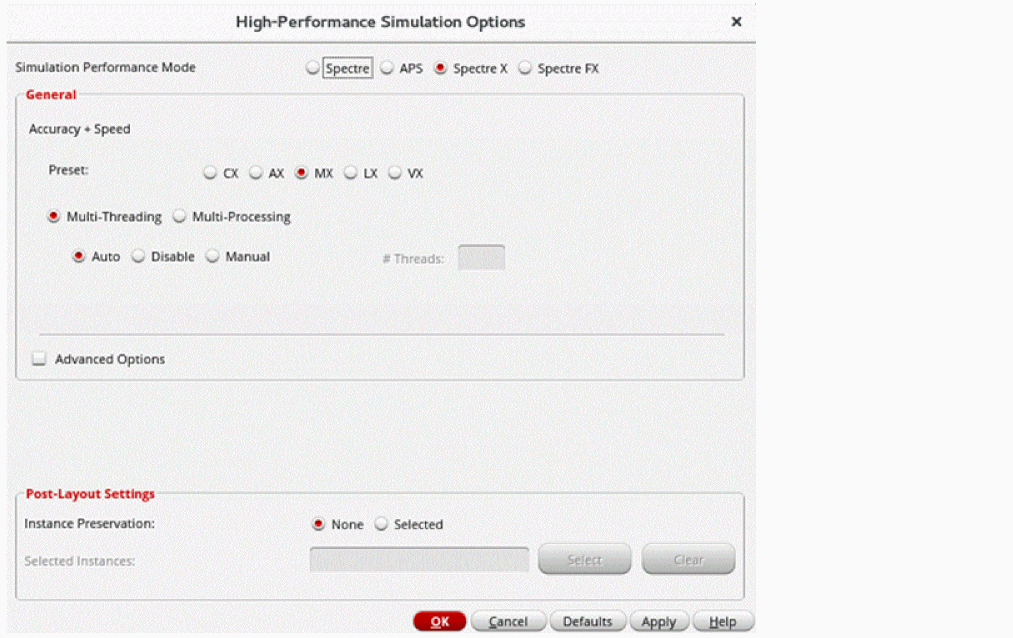 High-Performance Simulation Options
Simulation Performance Mode Spectre APS Spectre X Spectre FX
General
Accuracy + Speed
Preset: CX AX MX LX VX
Multi-Threading Multi-Processing
Auto Disable Manual # Threads:
Advanced Options
Post-Layout Settings
Instance Preservation: None Selected
Selected Instances: Select Clear
OK Cancel Defaults Apply Help